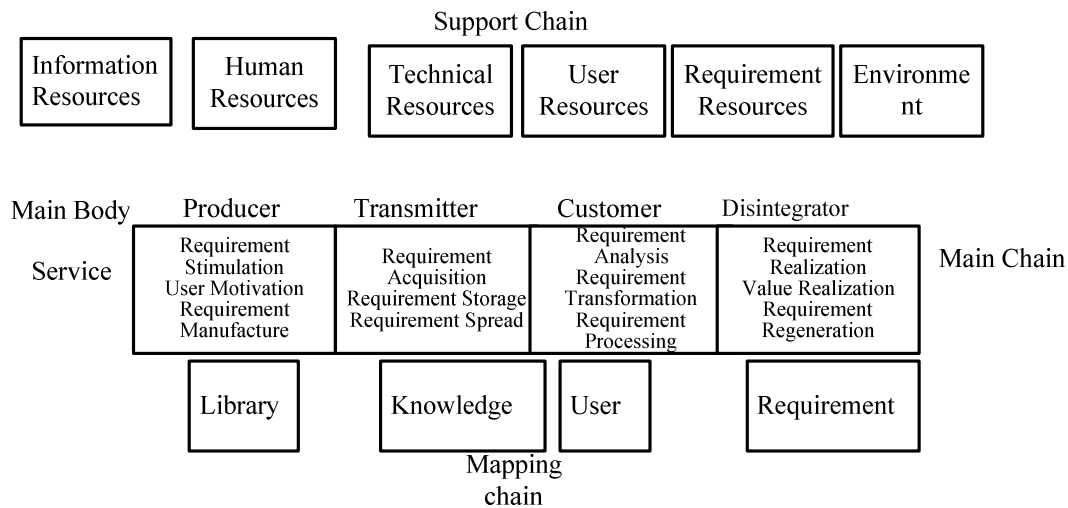 Support Chain
Information
Resources
Human
Resources
Technical
Resources
User
Resources
Requirement
Resources
Environme
nt
Main Body
Producer
Transmitter
Customer
Disintegrator
Service
Requirement
Stimulation
User Motivation
Requirement
Manufacture
Requirement
Acquisition
Requirement Storage
Requirement Spread
Requirement
Analysis
Requirement
Transformation
Requirement
Processing
Requirement
Realization
Value Realization
Requirement
Regeneration
Main Chain
Library
Knowledge
User
Requirement
Mapping
chain